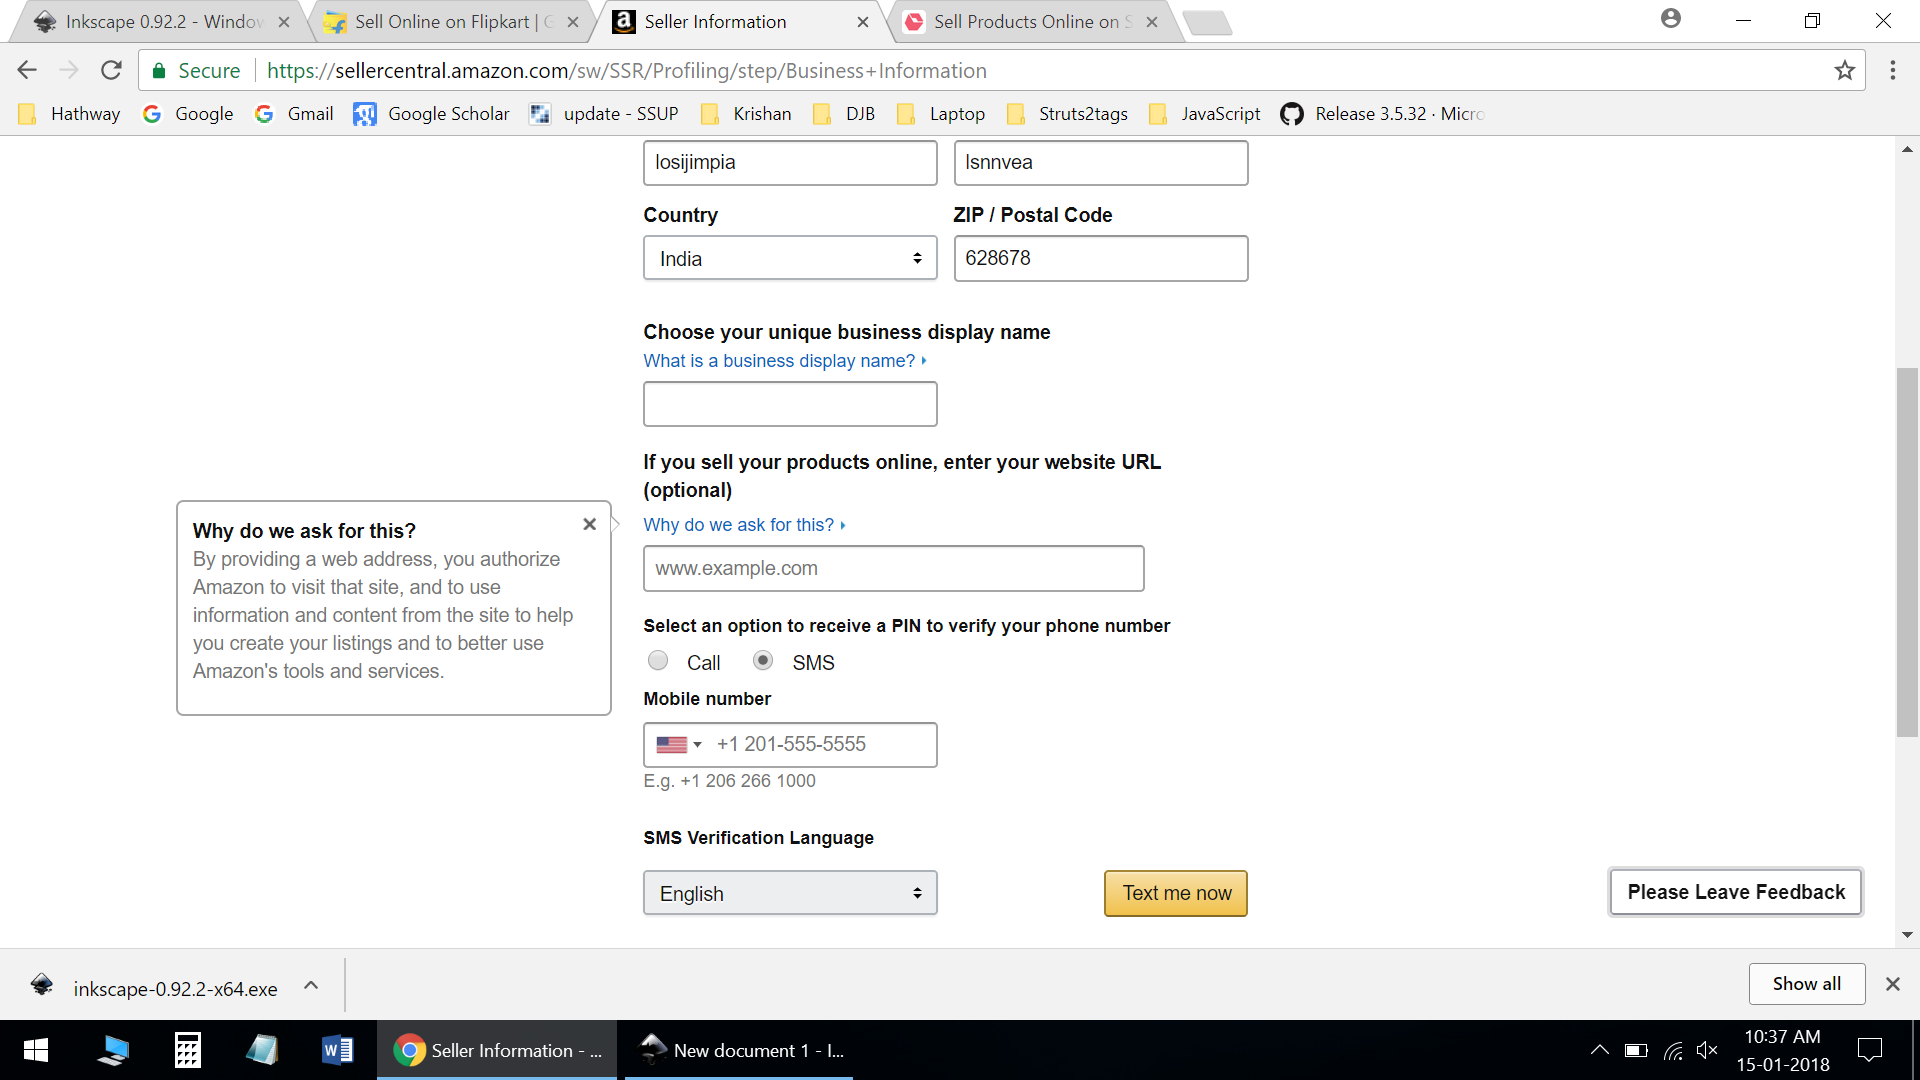 Inkscape 0.92.2 - Window
Sell Online on Flipkart | G
Seller Information
Sell Products Online on S
Secure
https://sellercentral.amazon.com/sw/SSR/Profiling/step/Business+Information
Hathway
Google
Gmail
Google Scholar
update - SSUP
Krishan
DJB
Laptop
Struts2tags
JavaScript
Release 3.5.32 · Micro
losijimpia
lsnnvea
Country
ZIP / Postal Code
India
628678
Choose your unique business display name
What is a business display name?
If you sell your products online, enter your website URL
(optional)
Why do we ask for this?
www.example.com
Why do we ask for this?
By providing a web address, you authorize
Amazon to visit that site, and to use
information and content from the site to help
you create your listings and to better use
Amazon's tools and services.
Select an option to receive a PIN to verify your phone number
Call
SMS
Mobile number
+1 201-555-5555
E.g. +1 206 266 1000
SMS Verification Language
English
Text me now
Please Leave Feedback
inkscape-0.92.2-x64.exe
Show all
Seller Information - ...
New document 1 - I...
10:37 AM
15-01-2018